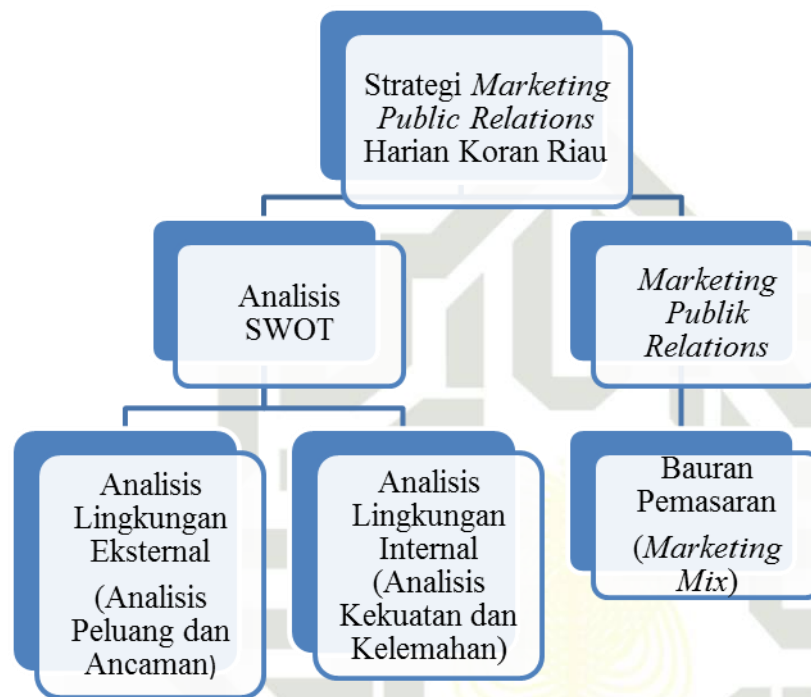 Strategi Marketing
Public Relations
Harian Koran Riau
Analisis
SWOT
Marketing
Publik
Relations
Analisis
Lingkungan
Eksternal
(Analisis
Peluang dan
Ancaman)
Analisis
Lingkungan
Internal
(Analisis
Kekuatan dan
Kelemahan)
Bauran
Pemasaran
(Marketing
Mix)